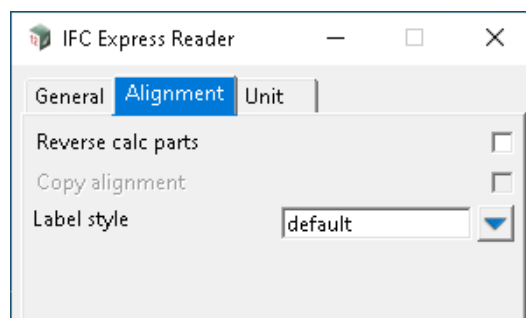 IFC Express Reader
General Alignment Unit
Reverse calc parts
Copy alignment
Label style default